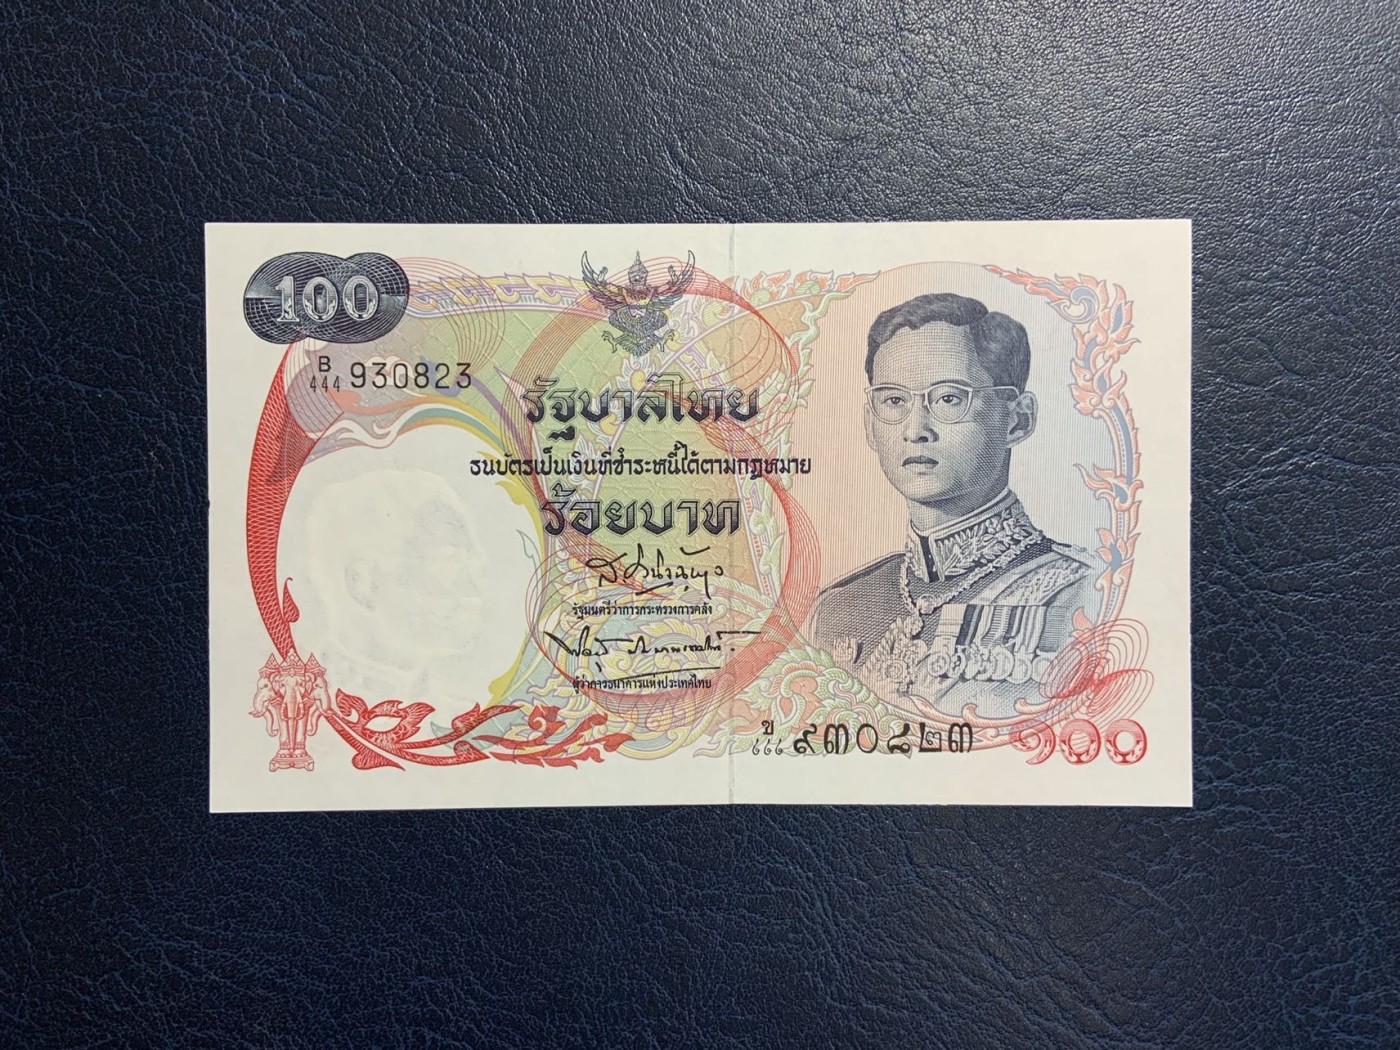 100
B
444 930823
รัฐบาลไทย
ธนบัตรเป็นเงินที่ชำระหนี้ได้ตามกฎหมาย
ร้อยบาท
รัฐมนตรีว่าการกระทรวงการคลัง
ผู้ว่าการธนาคารแห่งประเทศไทย
ข
๔๔๔ ๙๓๐๘๒๓
๑๐๐